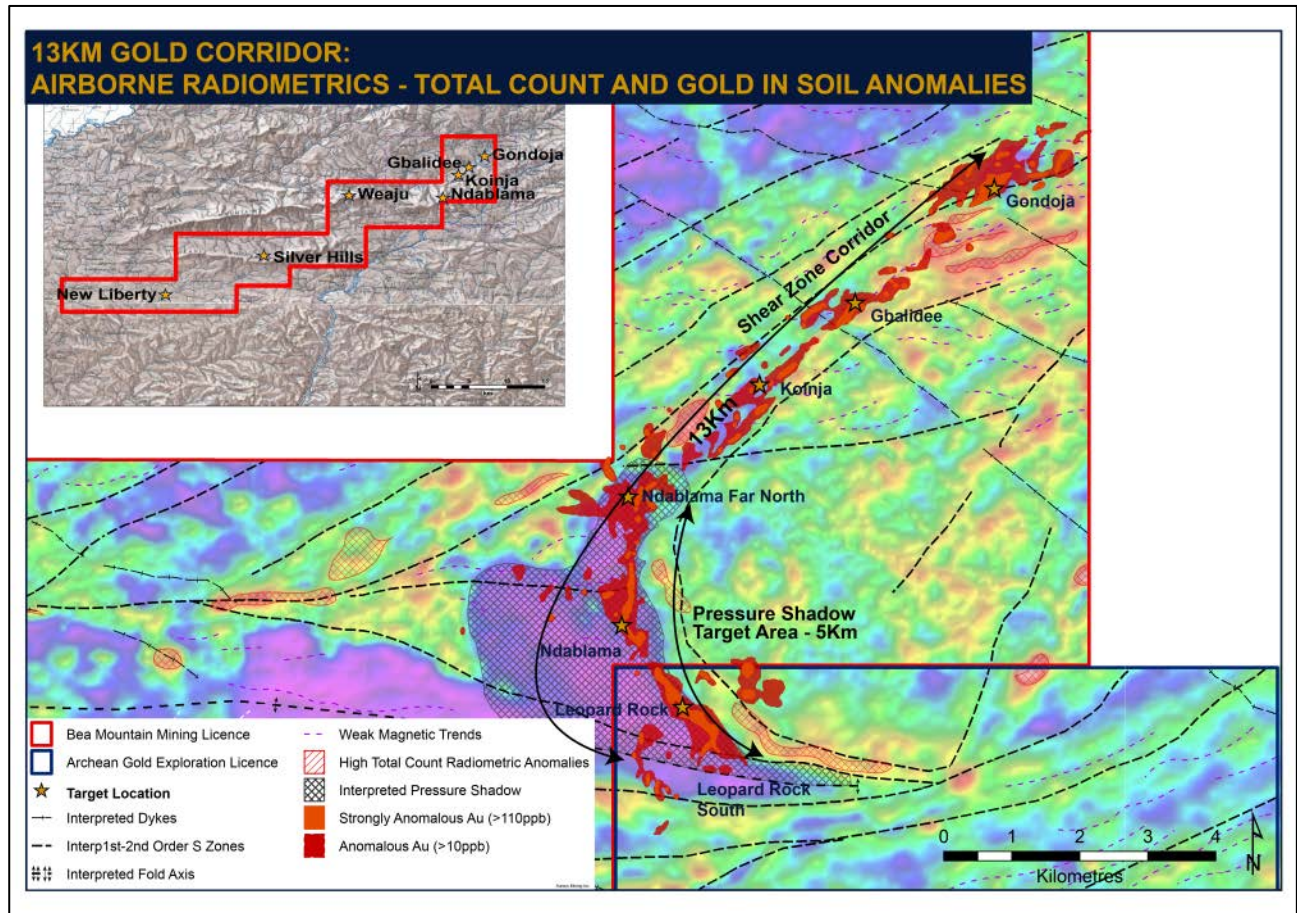 13KM GOLD CORRIDOR:
AIRBORNE RADIOMETRICS - TOTAL COUNT AND GOLD IN SOIL ANOMALIES
Gondoja
Gbalidee
Koinja
Weaju
Ndablama
Silver Hills
New Liberty
Gondoja
Shear Zone Corridor
Gbalidee
Koinja
13Km
Ndablama Far North
Pressure Shadow
Target Area - 5Km
Ndablama
Leopard Rock
Leopard Rock
South
Bea Mountain Mining Licence
Archean Gold Exploration Licence
Target Location
Interpreted Dykes
Interp1st-2nd Order S Zones
Interpreted Fold Axis
Weak Magnetic Trends
High Total Count Radiometric Anomalies
Interpreted Pressure Shadow
Strongly Anomalous Au (>110ppb)
Anomalous Au (>10ppb)
0 1 2 3 4
Kilometres
N